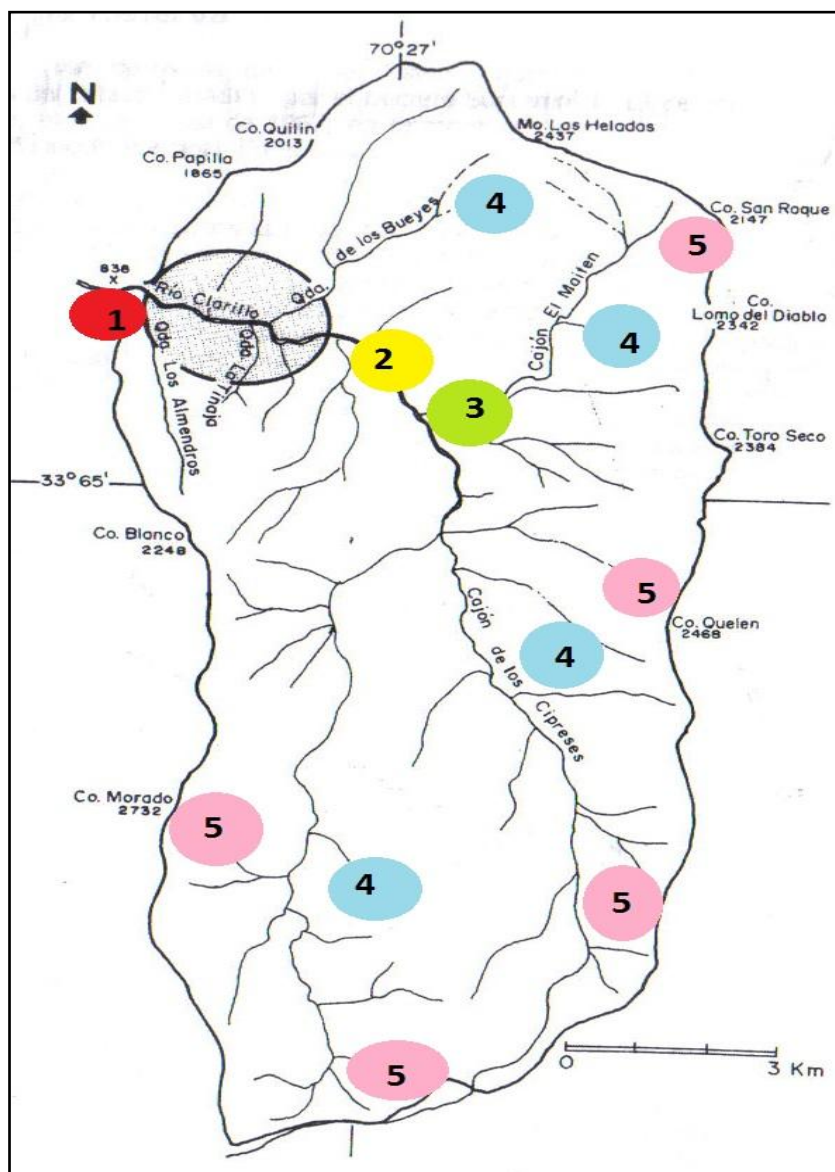 70°27'
N
Mo. Las Heladas
2437
Co. Quilin
2013
Co. Papilla
1865
4
Co. San Roque
2147
5
Qda. de los Bueyes
838
x
Río Clarillo
1
Cajón El Maiten
Co.
Lomo del Diablo
2342
4
2
Qda. La Tinaja
Qda. Los Almendros
3
Co. Toro Seco
2384
33°65'
Co. Blanco
2248
5
Co. Quelen
2468
4
Cajón de los Cipreses
Co. Morado
2732
5
4
5
5
0
3 Km